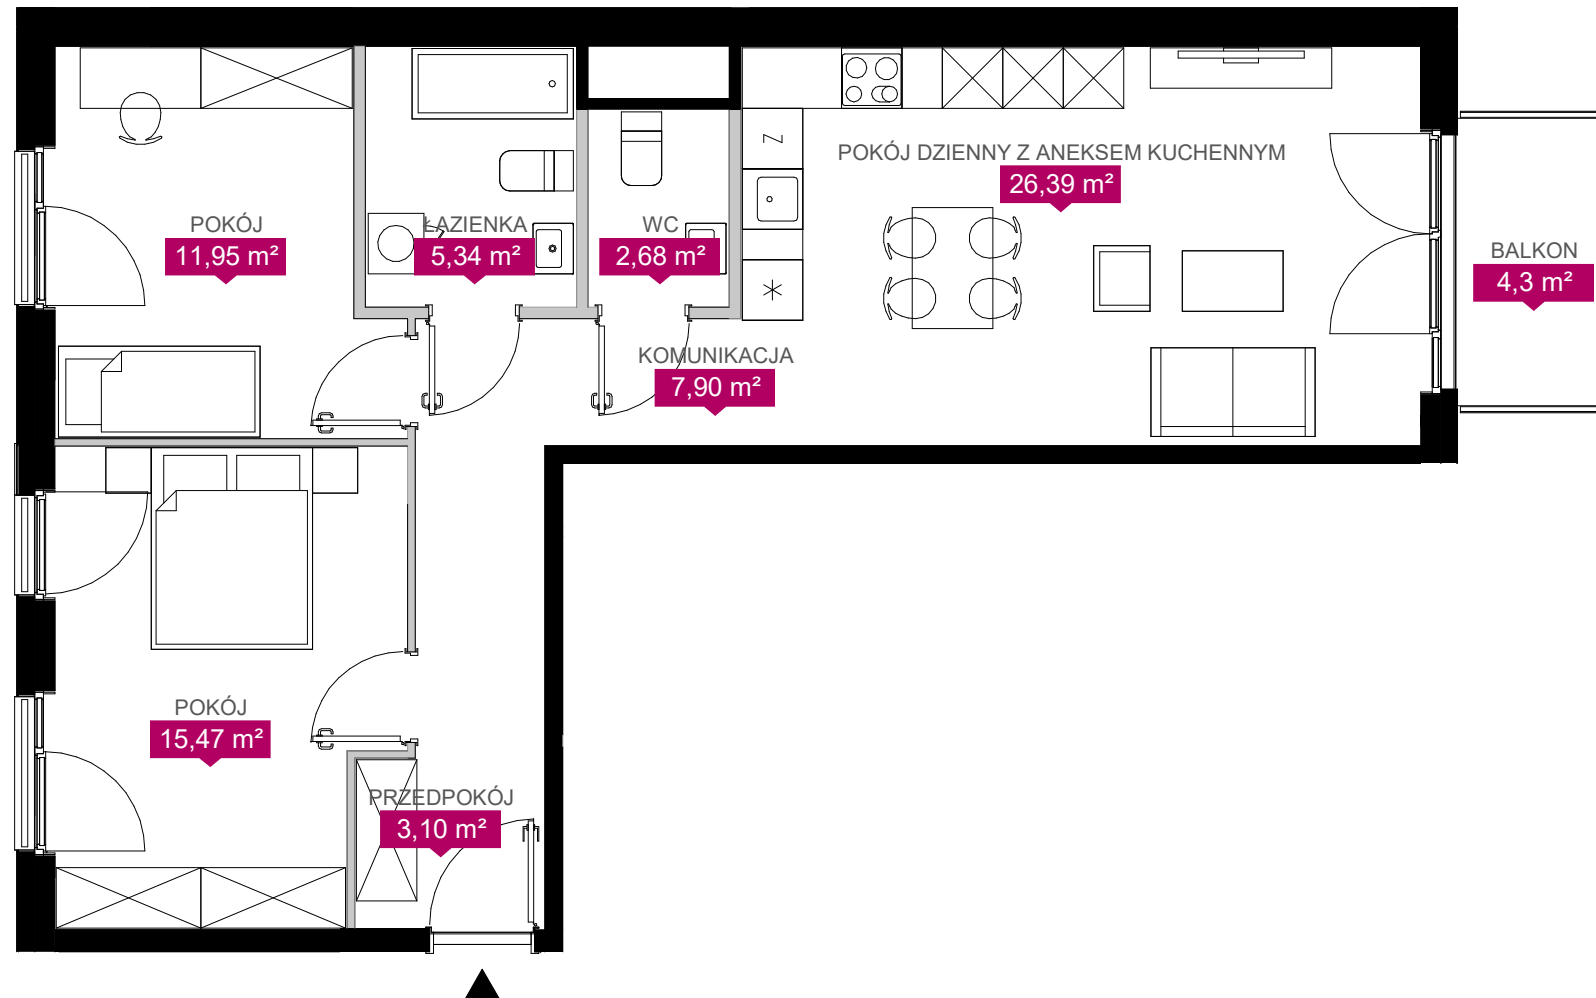 POKÓJ DZIENNY Z ANEKSEM KUCHENNYM
26,39 m²
POKÓJ
11,95 m²
ŁAZIENKA
5,34 m²
WC
2,68 m²
Z
BALKON
4,3 m²
KOMUNIKACJA
7,90 m²
POKÓJ
15,47 m²
PRZEDPOKÓJ
3,10 m²